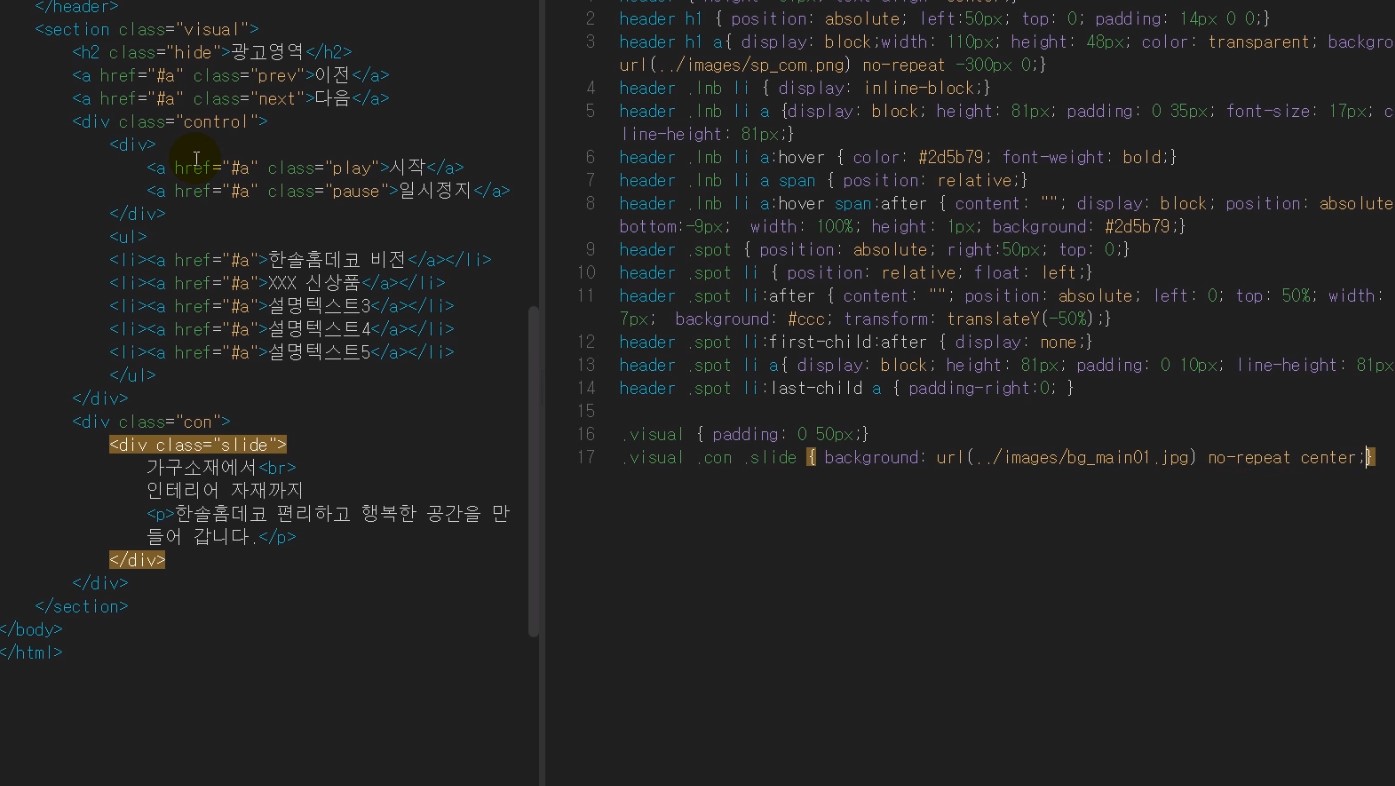 </header>
<section class="visual">
<h2 class="hide">광고영역</h2>
<a href="#a" class="prev">이전</a>
<a href="#a" class="next">다음</a>
<div class="control">
<div>
<a href="#a" class="play">시작</a>
<a href="#a" class="pause">일시정지</a>
</div>
<ul>
<li><a href="#a">한솔홈데코 비전</a></li>
<li><a href="#a">XXX 신상품</a></li>
<li><a href="#a">설명텍스트3</a></li>
<li><a href="#a">설명텍스트4</a></li>
<li><a href="#a">설명텍스트5</a></li>
</ul>
</div>
<div class="con">
<div class="slide">
가구소재에서<br>
인테리어 자재까지
<p>한솔홈데코 편리하고 행복한 공간을 만
들어 갑니다.</p>
</div>
</div>
</section>
</body>
</html>
2 header h1 { position: absolute; left:50px; top: 0; padding: 14px 0 0;}
3 header h1 a{ display: block;width: 110px; height: 48px; color: transparent; backgro
url(../images/sp_com.png) no-repeat -300px 0;}
4 header .lnb li { display: inline-block;}
5 header .lnb li a {display: block; height: 81px; padding: 0 35px; font-size: 17px; c
line-height: 81px;}
6 header .lnb li a:hover { color: #2d5b79; font-weight: bold;}
7 header .lnb li a span { position: relative;}
8 header .lnb li a:hover span:after { content: ""; display: block; position: absolute
bottom:-9px; width: 100%; height: 1px; background: #2d5b79;}
9 header .spot { position: absolute; right:50px; top: 0;}
10 header .spot li { position: relative; float: left;}
11 header .spot li:after { content: ""; position: absolute; left: 0; top: 50%; width:
7px; background: #ccc; transform: translateY(-50%);}
12 header .spot li:first-child:after { display: none;}
13 header .spot li a{ display: block; height: 81px; padding: 0 10px; line-height: 81px
14 header .spot li:last-child a { padding-right:0; }
15
16 .visual { padding: 0 50px;}
17 .visual .con .slide { background: url(../images/bg_main01.jpg) no-repeat center;}